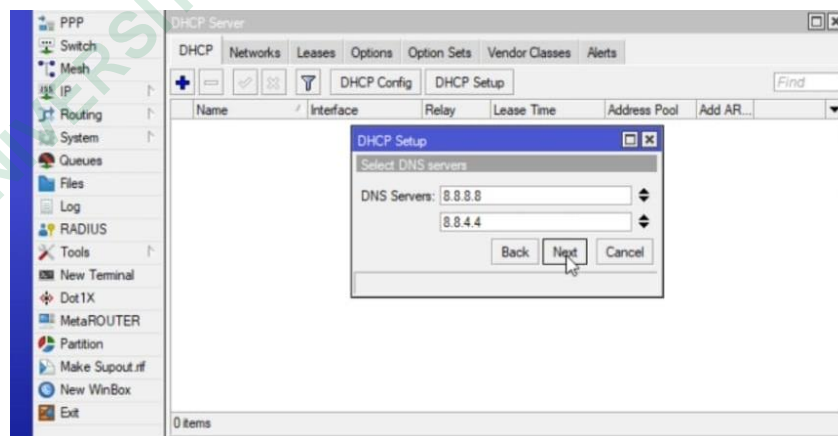 PPP
Switch
Mesh
IP
Routing
System
Queues
Files
Log
RADIUS
Tools
New Terminal
Dot1X
MetaROUTER
Partition
Make Supout.rif
New WinBox
Exit
DHCP Server
DHCP Networks Leases Options Option Sets Vendor Classes Alerts
DHCP Config DHCP Setup Find
Name Interface Relay Lease Time Address Pool Add AR...
DHCP Setup
Select DNS servers
DNS Servers: 8.8.8.8
8.8.4.4
Back Next Cancel
0 items